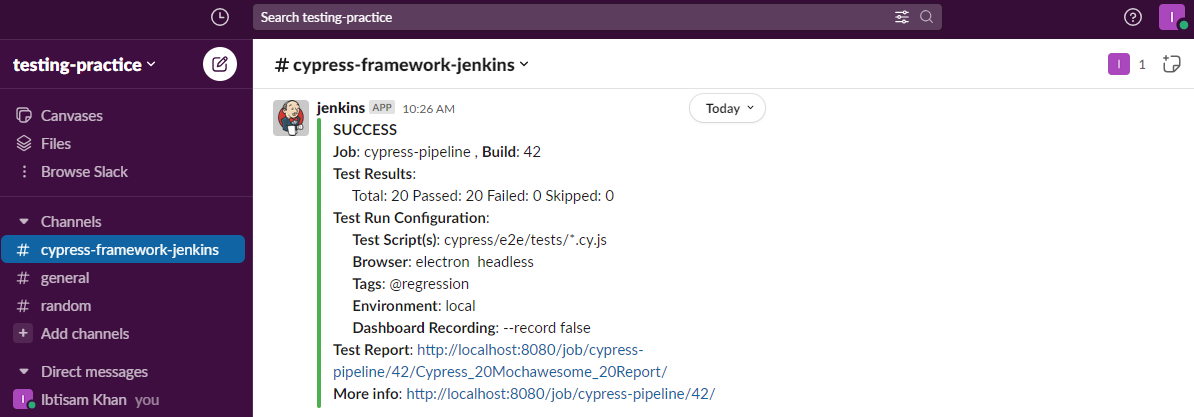 Search testing-practice
I
testing-practice
# cypress-framework-jenkins
I 1
Canvases
Files
Browse Slack
Channels
# cypress-framework-jenkins
# general
# random
+ Add channels
Direct messages
I Ibtisam Khan you
jenkins APP 10:26 AM
Today
SUCCESS
Job: cypress-pipeline , Build: 42
Test Results:
Total: 20 Passed: 20 Failed: 0 Skipped: 0
Test Run Configuration:
Test Script(s): cypress/e2e/tests/*.cy.js
Browser: electron  headless
Tags: @regression
Environment: local
Dashboard Recording: --record false
Test Report: http://localhost:8080/job/cypress-
pipeline/42/Cypress_20Mochawesome_20Report/
More info: http://localhost:8080/job/cypress-pipeline/42/